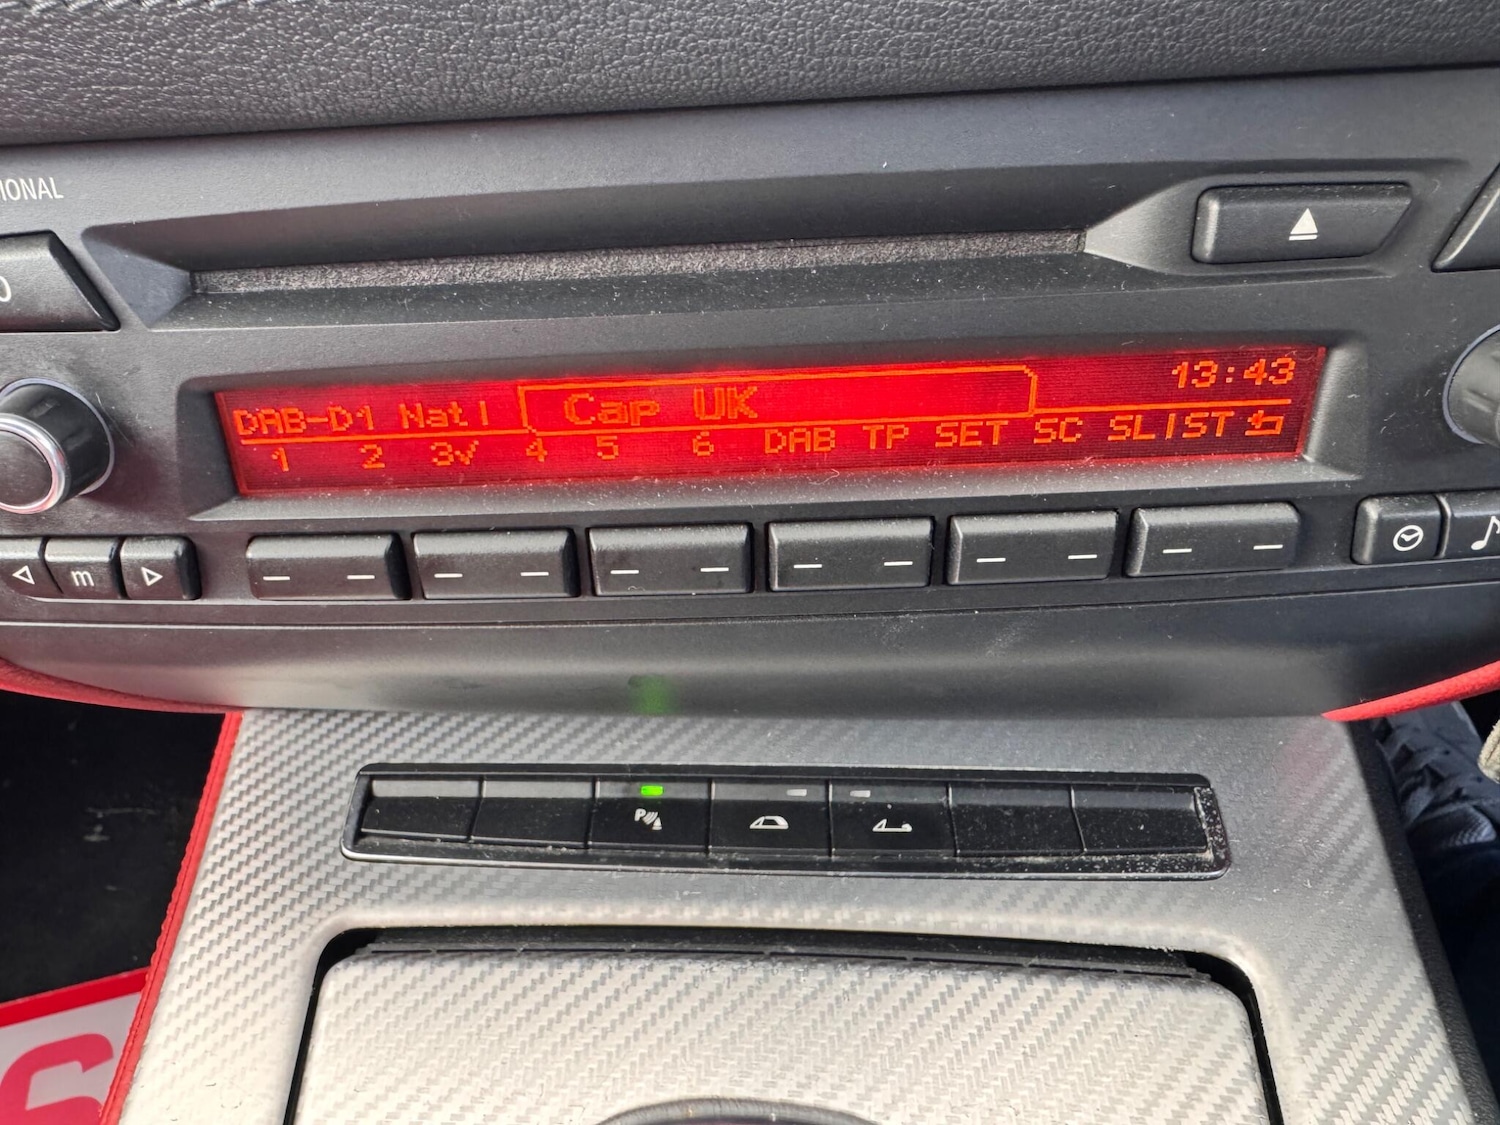 IONAL
DAB-D1 Natl Cap UK 13:43
1 2 3√ 4 5 6 DAB TP SET SC SLIST
m
P
S